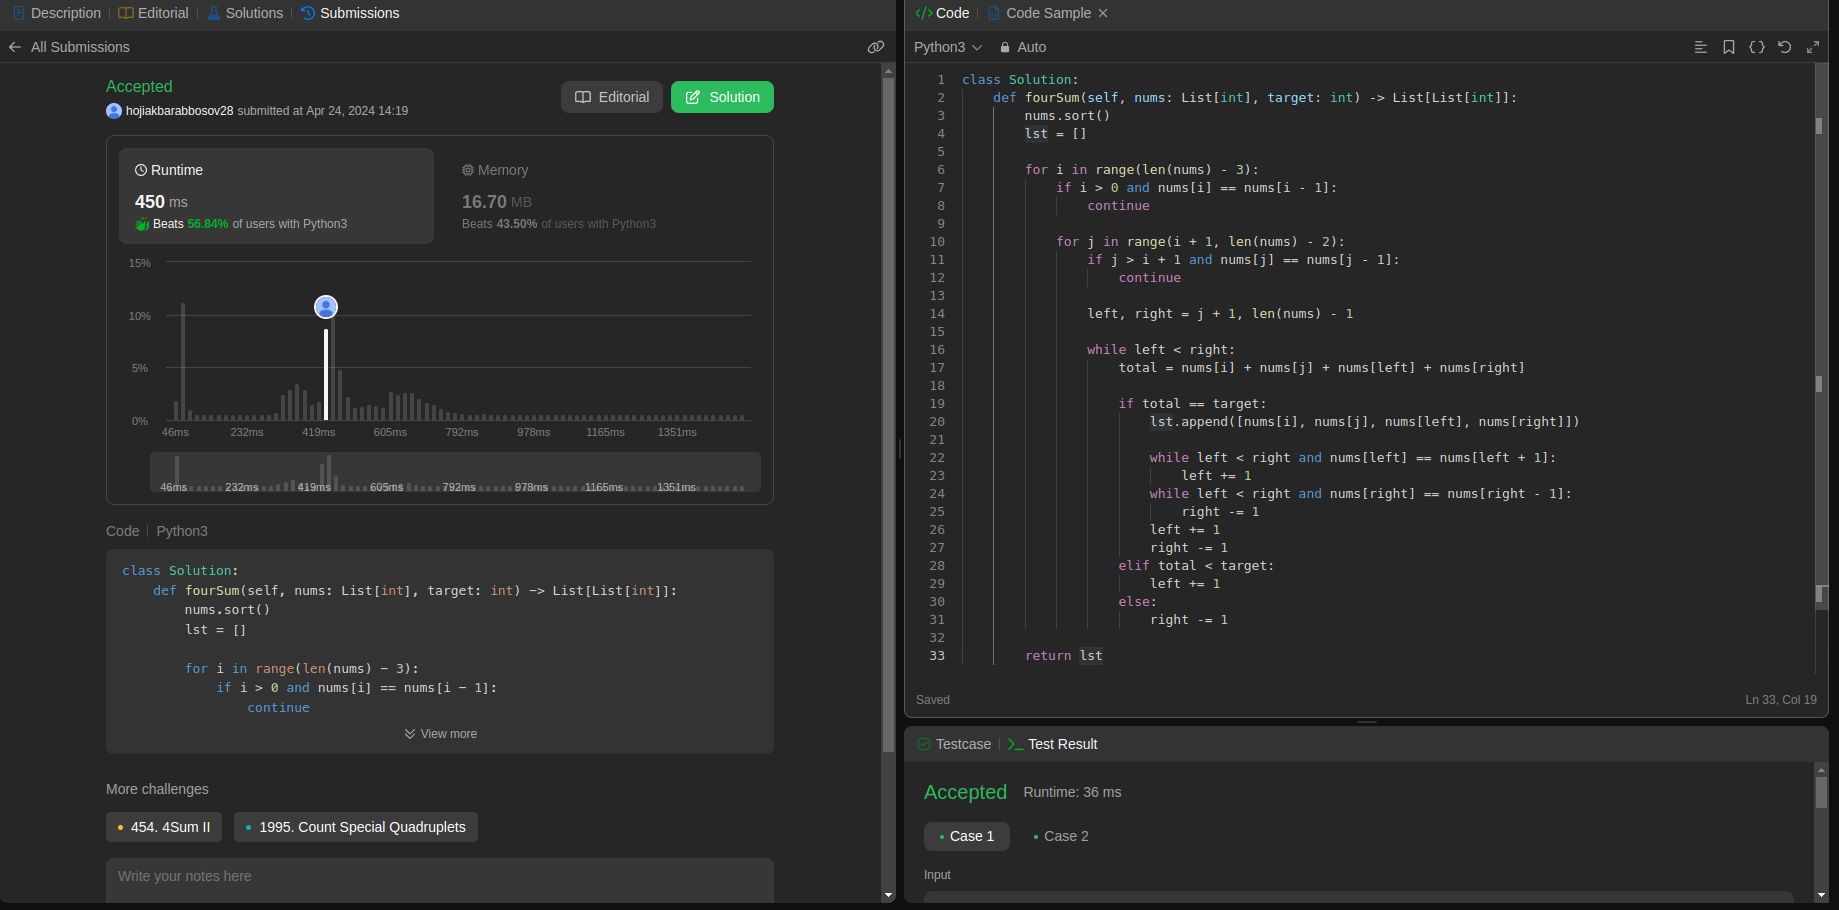 Description
Editorial
Solutions
Submissions
All Submissions
Accepted
hojiakbarabbosov28 submitted at Apr 24, 2024 14:19
Editorial
Solution
Runtime
450 ms
Beats 56.84% of users with Python3
Memory
16.70 MB
Beats 43.50% of users with Python3
15%
10%
5%
0%
46ms 232ms 419ms 605ms 792ms 978ms 1165ms 1351ms
46ms 232ms 419ms 605ms 792ms 978ms 1165ms 1351ms
Code | Python3
class Solution:
    def fourSum(self, nums: List[int], target: int) -> List[List[int]]:
        nums.sort()
        lst = []
        for i in range(len(nums) - 3):
            if i > 0 and nums[i] == nums[i - 1]:
                continue
View more
More challenges
454. 4Sum II
1995. Count Special Quadruplets
Write your notes here
</> Code
Code Sample
Python3
Auto
1 class Solution:
2     def fourSum(self, nums: List[int], target: int) -> List[List[int]]:
3         nums.sort()
4         lst = []
5
6         for i in range(len(nums) - 3):
7             if i > 0 and nums[i] == nums[i - 1]:
8                 continue
9
10             for j in range(i + 1, len(nums) - 2):
11                 if j > i + 1 and nums[j] == nums[j - 1]:
12                     continue
13
14                 left, right = j + 1, len(nums) - 1
15
16                 while left < right:
17                     total = nums[i] + nums[j] + nums[left] + nums[right]
18
19                     if total == target:
20                         lst.append([nums[i], nums[j], nums[left], nums[right]])
21
22                         while left < right and nums[left] == nums[left + 1]:
23                             left += 1
24                         while left < right and nums[right] == nums[right - 1]:
25                             right -= 1
26                         left += 1
27                         right -= 1
28                     elif total < target:
29                         left += 1
30                     else:
31                         right -= 1
32
33         return lst
Saved
Ln 33, Col 19
Testcase
Test Result
Accepted
Runtime: 36 ms
Case 1
Case 2
Input